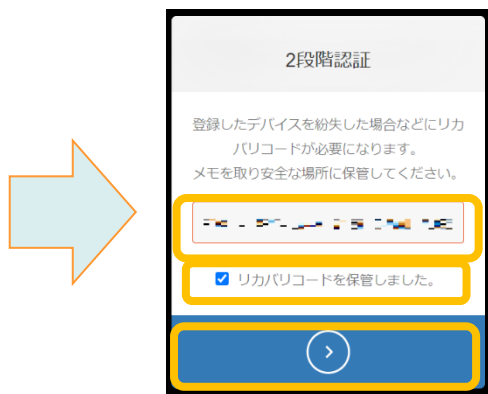 2段階認証
登録したデバイスを紛失した場合などにリカ
バリコードが必要になります。
メモを取り安全な場所に保管してください。
リカバリコードを保管しました。